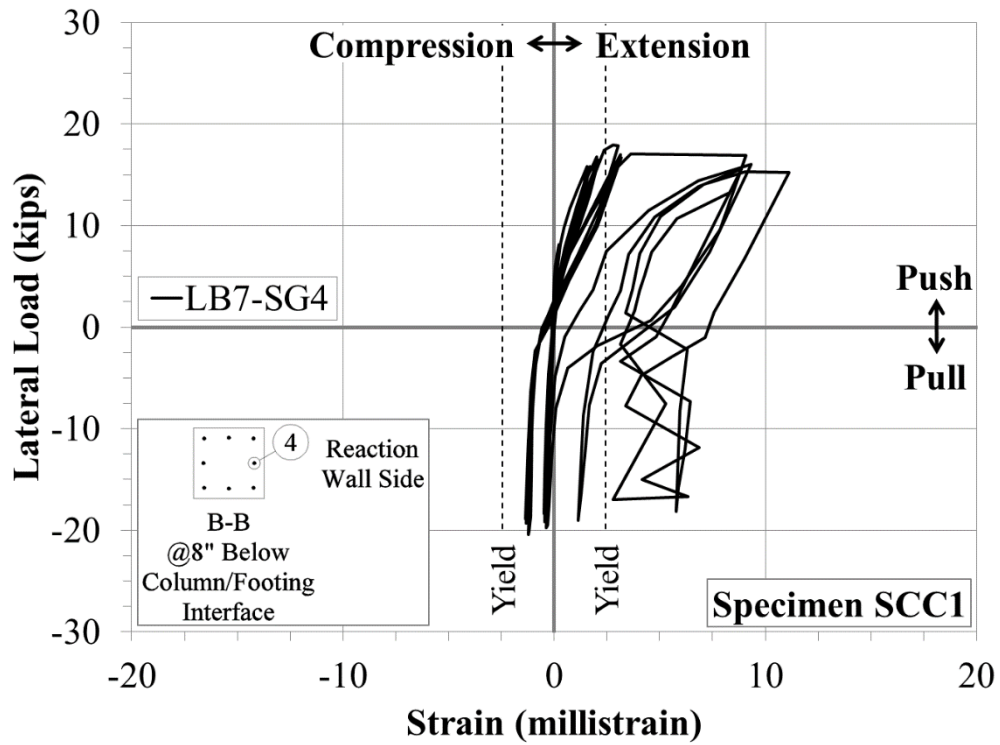 30
Compression
Extension
20
10
LB7-SG4
Push
0
Pull
-10
4
Reaction
Wall Side
B-B
@8" Below
Column/Footing
Interface
-20
Yield
Yield
Specimen SCC1
-30
-20
-10
0
10
20
Strain (millistrain)
Lateral Load (kips)